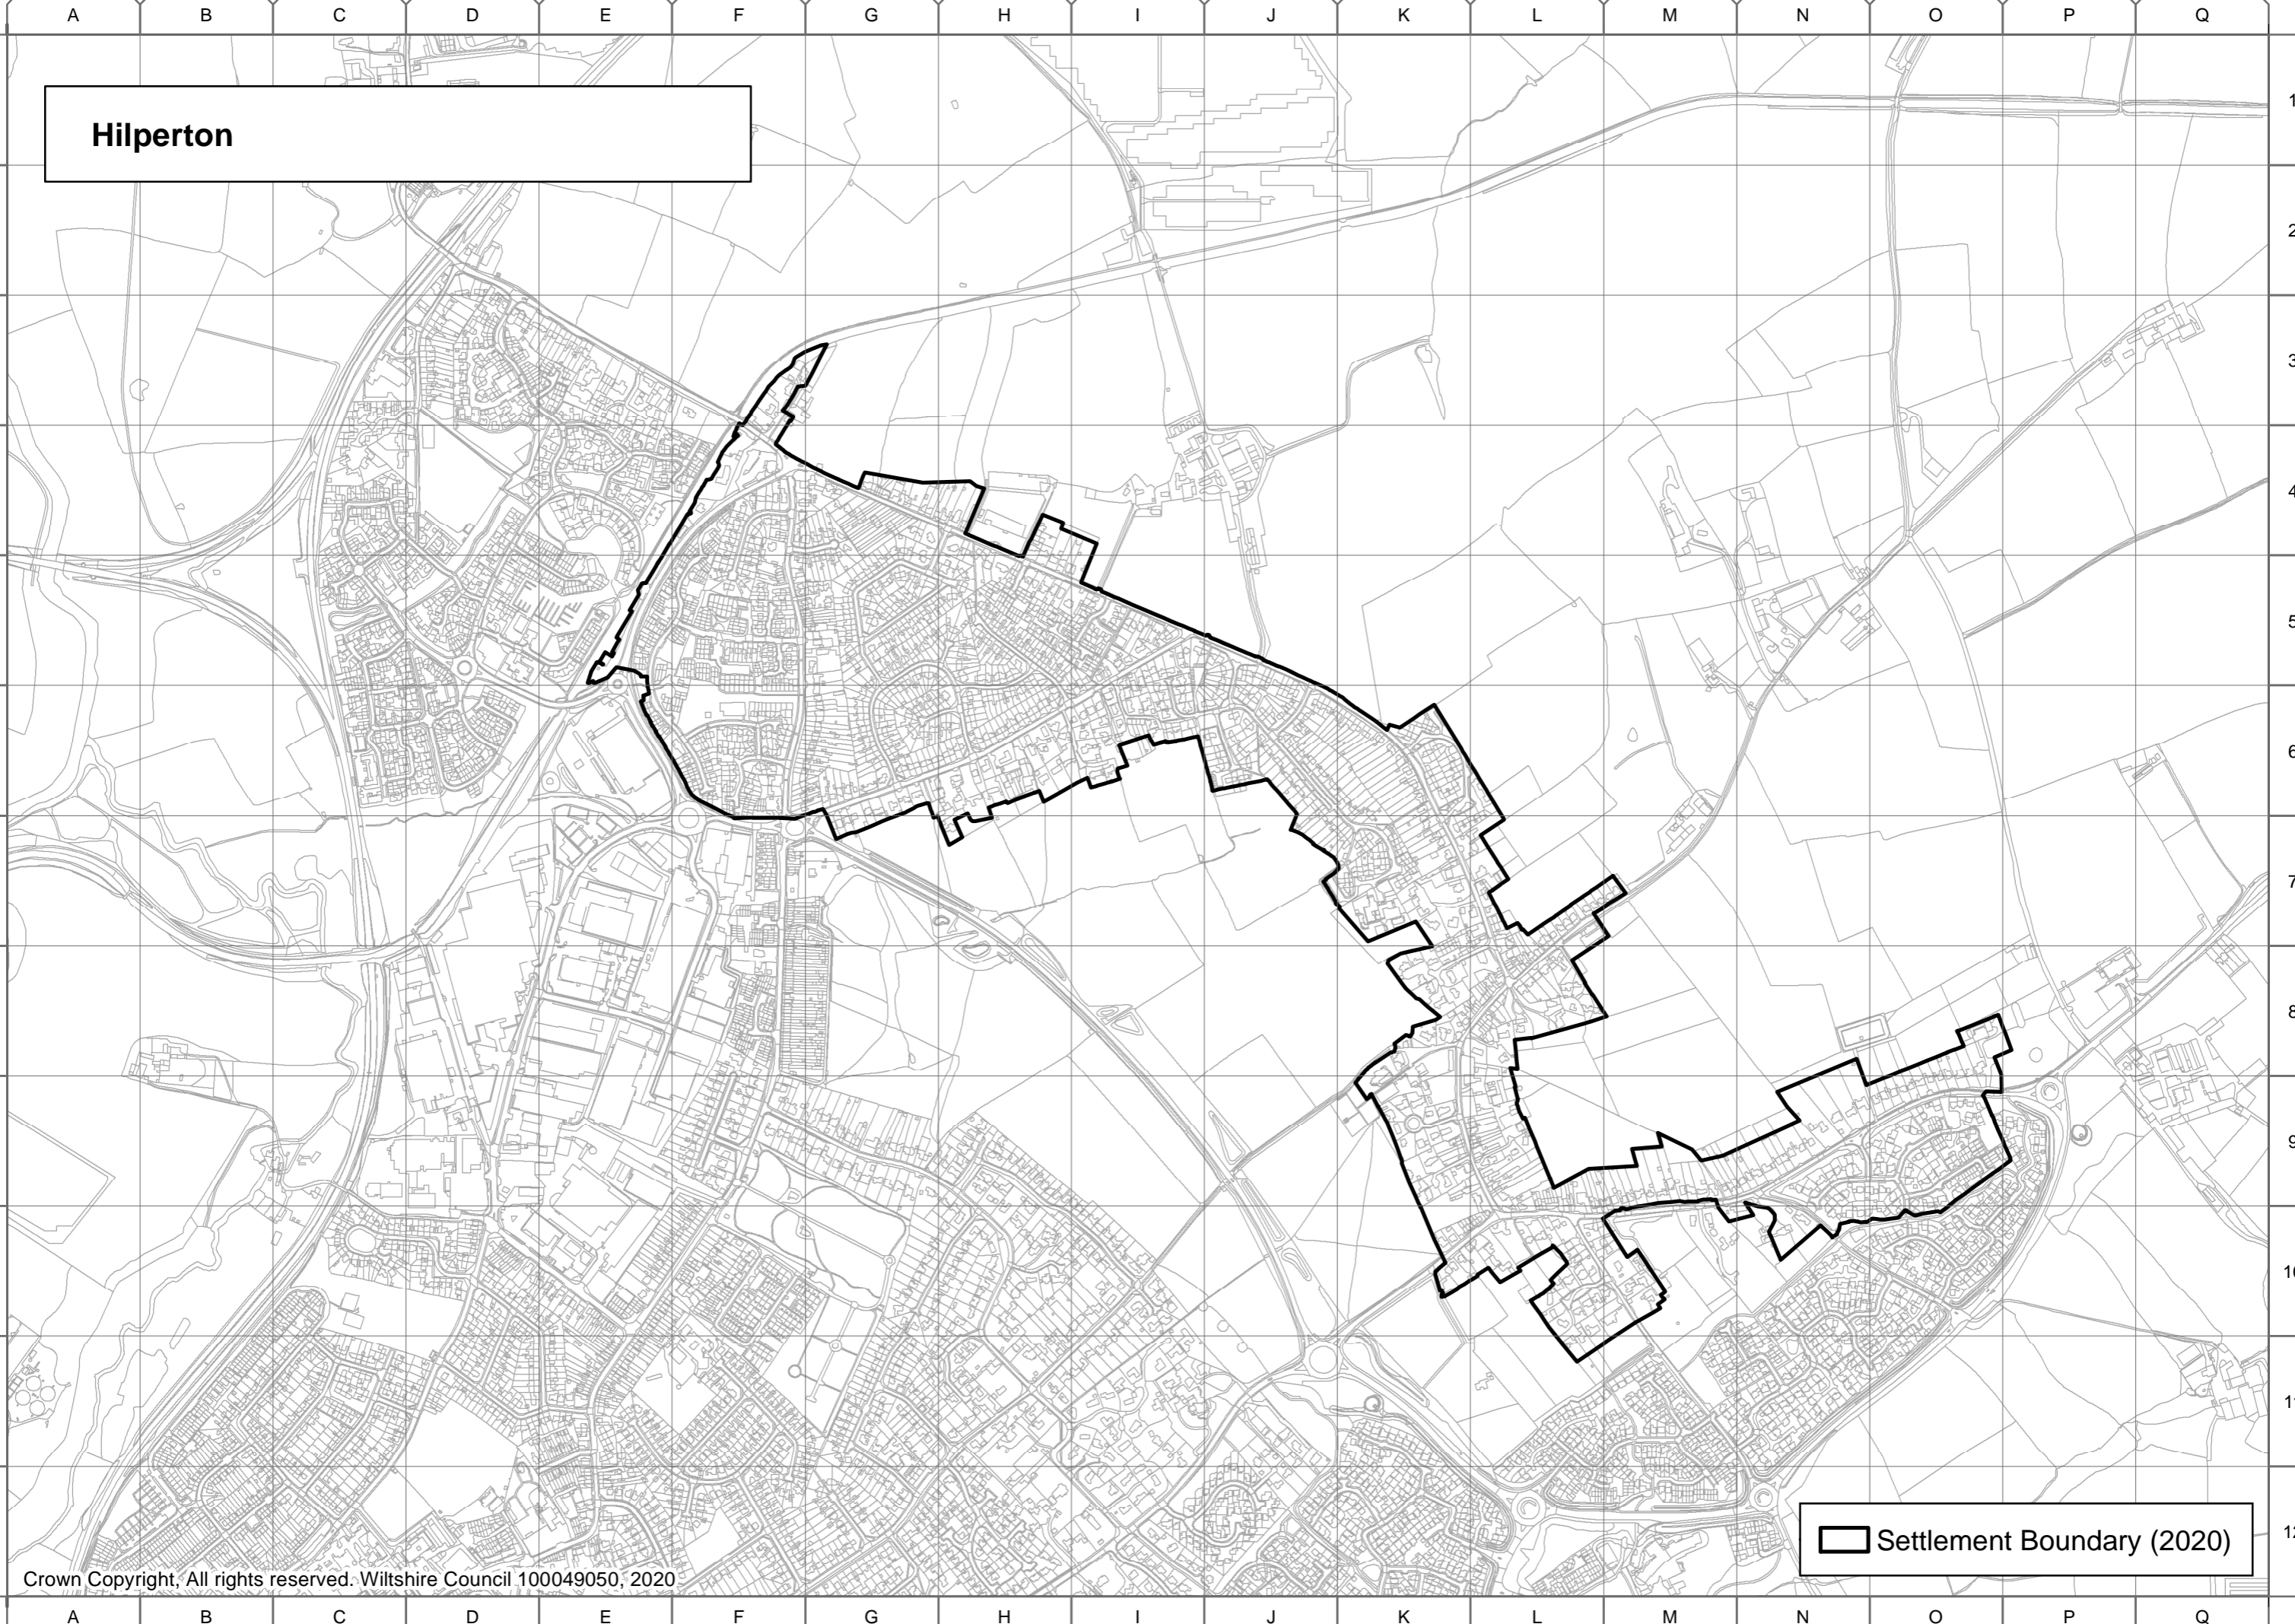 A B C D E F G H I J K L M N O P Q
1
Hilperton
2
3
4
5
6
7
8
9
10
11
12
Settlement Boundary (2020)
Crown Copyright, All rights reserved. Wiltshire Council 100049050, 2020
A B C D E F G H I J K L M N O P Q